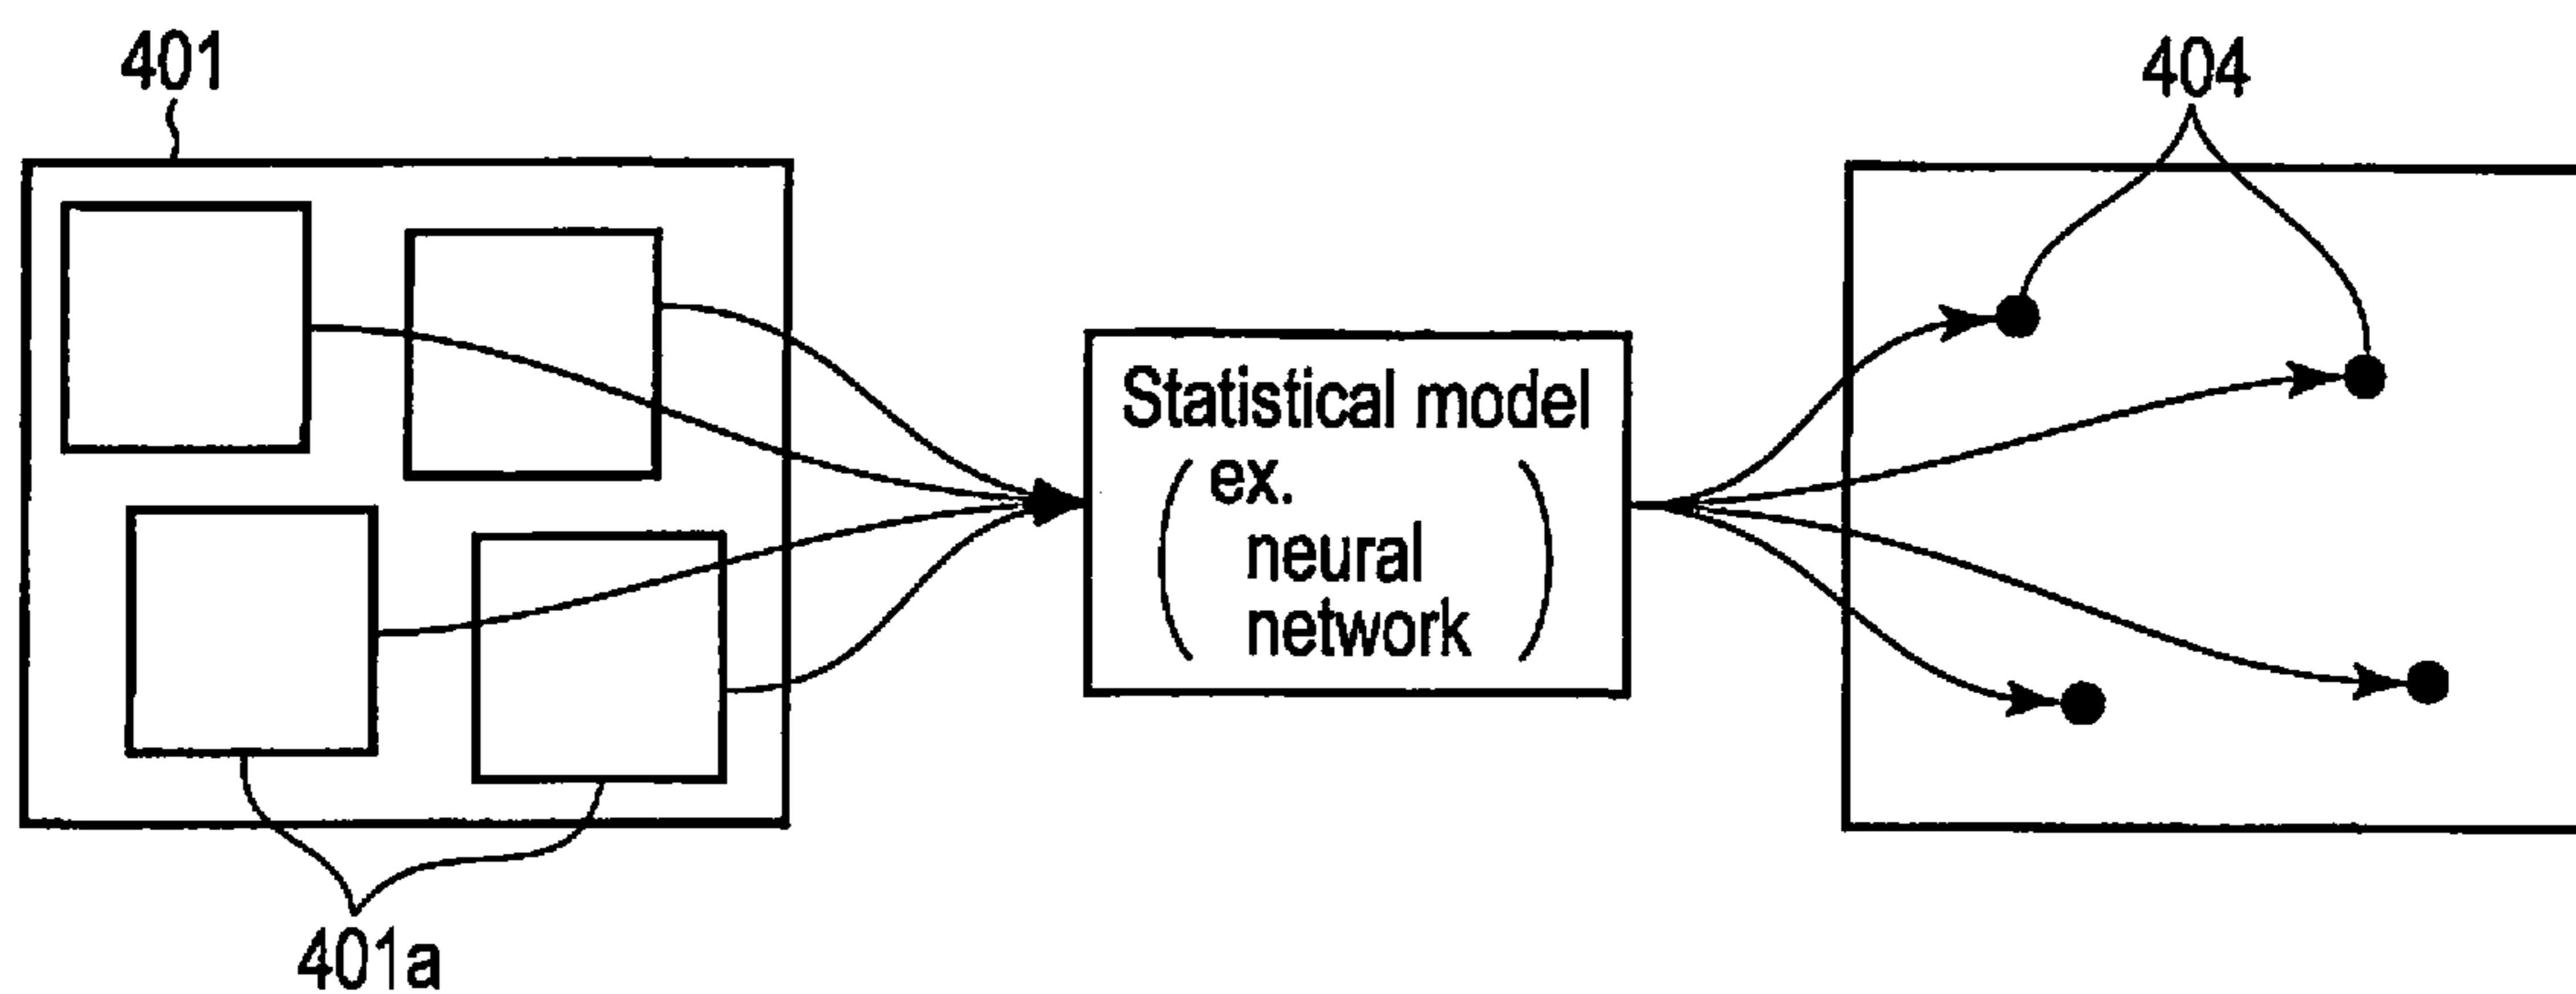 401
404
Statistical model
( ex.
neural
network )
401a